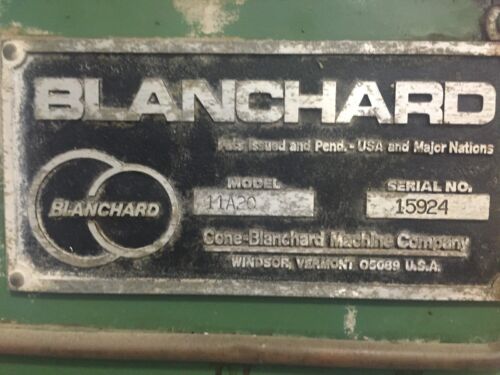 BLANCHARD
Pats Issued and Pend. - USA and Major Nations
MODEL
11A20
SERIAL NO.
15924
BLANCHARD
Cone-Blanchard Machine Company
WINDSOR, VERMONT 05089 U.S.A.